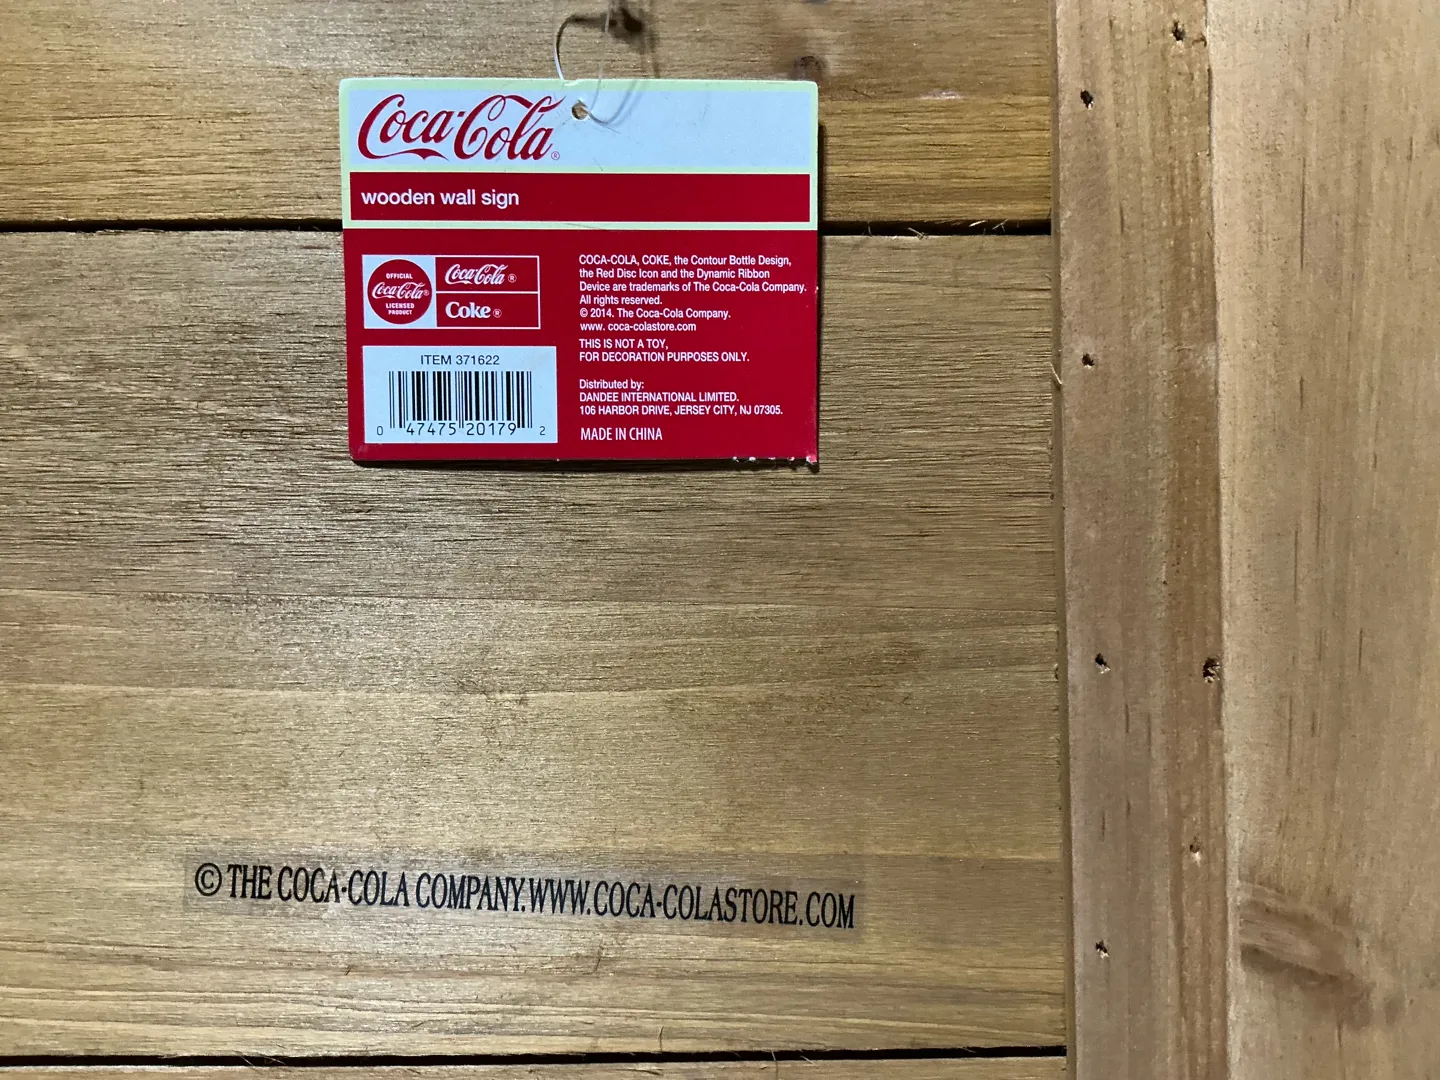 Coca-Cola®
wooden wall sign
OFFICIAL
Coca-Cola®
LICENSED
PRODUCT
Coca-Cola®
Coke®
ITEM 371622
0 47475 20179 2
COCA-COLA, COKE, the Contour Bottle Design,
the Red Disc Icon and the Dynamic Ribbon
Device are trademarks of The Coca-Cola Company.
All rights reserved.
© 2014. The Coca-Cola Company.
www. coca-colastore.com
THIS IS NOT A TOY,
FOR DECORATION PURPOSES ONLY.
Distributed by:
DANDEE INTERNATIONAL LIMITED.
106 HARBOR DRIVE, JERSEY CITY, NJ 07305.
MADE IN CHINA
© THE COCA-COLA COMPANY.WWW.COCA-COLASTORE.COM